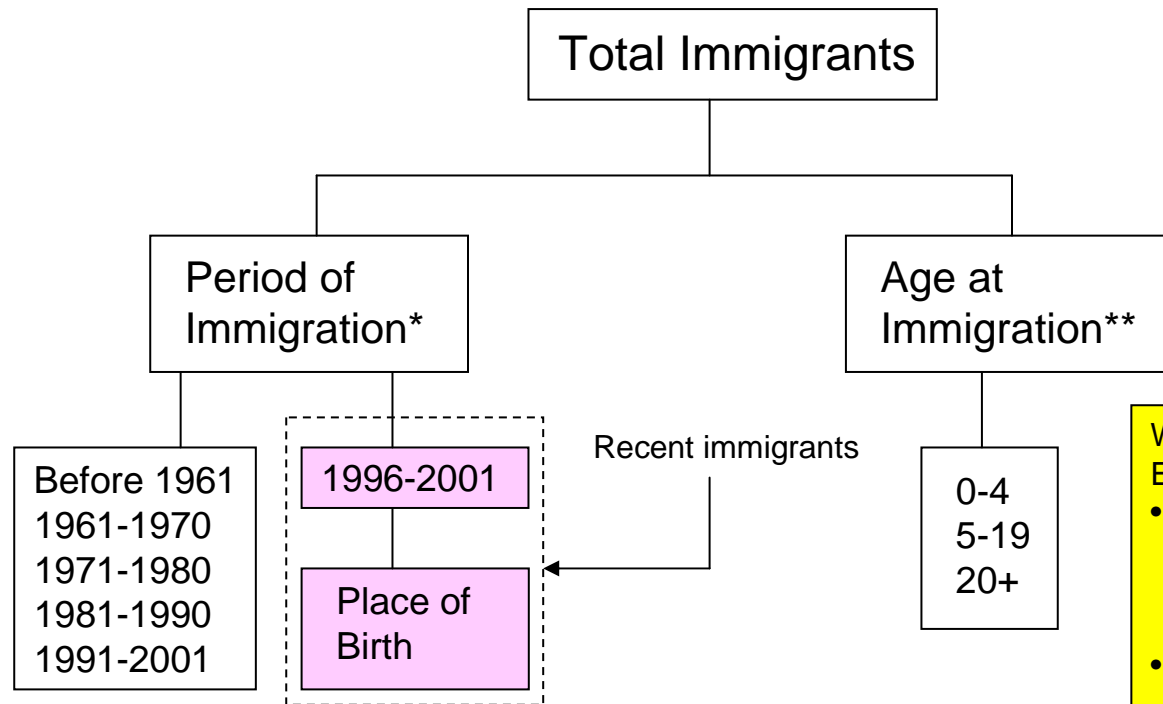 Total Immigrants
Period of
Immigration*
Age at
Immigration**
Before 1961
1961-1970
1971-1980
1981-1990
1991-2001
1996-2001
Place of
Birth
Recent immigrants
0-4
5-19
20+